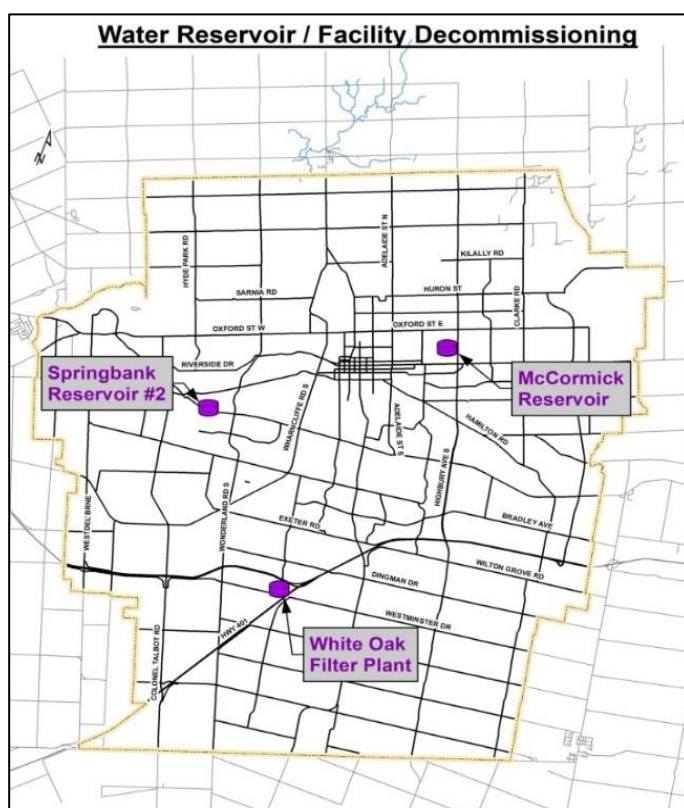 Water Reservoir / Facility Decommissioning
N
ADELAIDE ST N
HYDE PARK RD
KILALLY RD
SARNIA RD
HURON ST
CLARKE RD
OXFORD ST W
OXFORD ST E
RIVERSIDE DR
Springbank
Reservoir #2
McCormick
Reservoir
WHARNCLIFFE RD S
ADELAIDE ST S
HAMILTON RD
HIGHBURY AVE S
WONDERLAND RD S
WESTDEL BRNE
EXETER RD
BRADLEY AVE
WILTON GROVE RD
DINGMAN DR
WESTMINSTER DR
HWY 401
COLONEL TALBOT RD
White Oak
Filter Plant